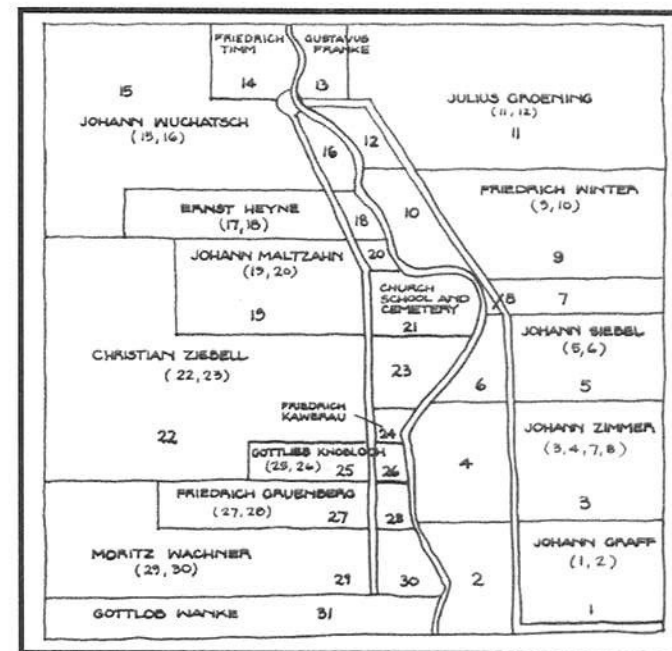 FRIEDRICH
TIMM
14
GUSTAVUS
FRANKE
13
15
JOHANN WUCHATSCH
(15, 16)
JULIUS GROENING
(11, 12)
11
12
16
ERNST HEYNE
(17, 18)
18
10
FRIEDRICH WINTER
(9, 10)
9
JOHANN MALTZAHN
(19, 20)
19
20
CHURCH
SCHOOL AND
CEMETERY
21
8
7
JOHANN SIEBEL
(5, 6)
5
6
CHRISTIAN ZIEBELL
(22, 23)
22
23
FRIEDRICH
KAWERAU
24
JOHANN ZIMMER
(3, 4, 7, 8)
3
4
GOTTLIEB KNOBLOCH
(25, 26)
25
26
FRIEDRICH GRUENBERG
(27, 28)
27
28
MORITZ WACHNER
(29, 30)
29
30
JOHANN GRAFF
(1, 2)
1
2
GOTTLOB WANKE
31